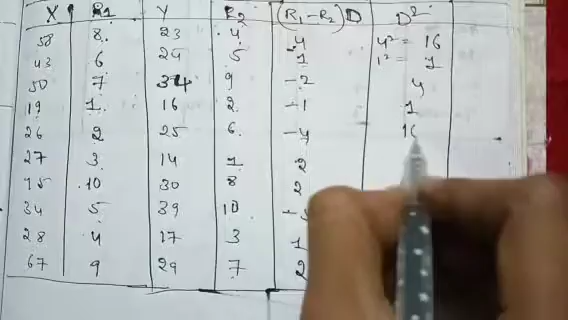 X R1 Y R2 (R1 - R2) D D²
58 8. 23 4 4 4² = 16
43 6 24 5. 1 1² = 1
50 7 34 9 -2 4
19 1. 16 2. -1 1
26 2 25 6. -4
27 3. 14 1 2
75 .10 30 8 2
34 5 39 10
28 4 17 3 1
67 9 29 7 2